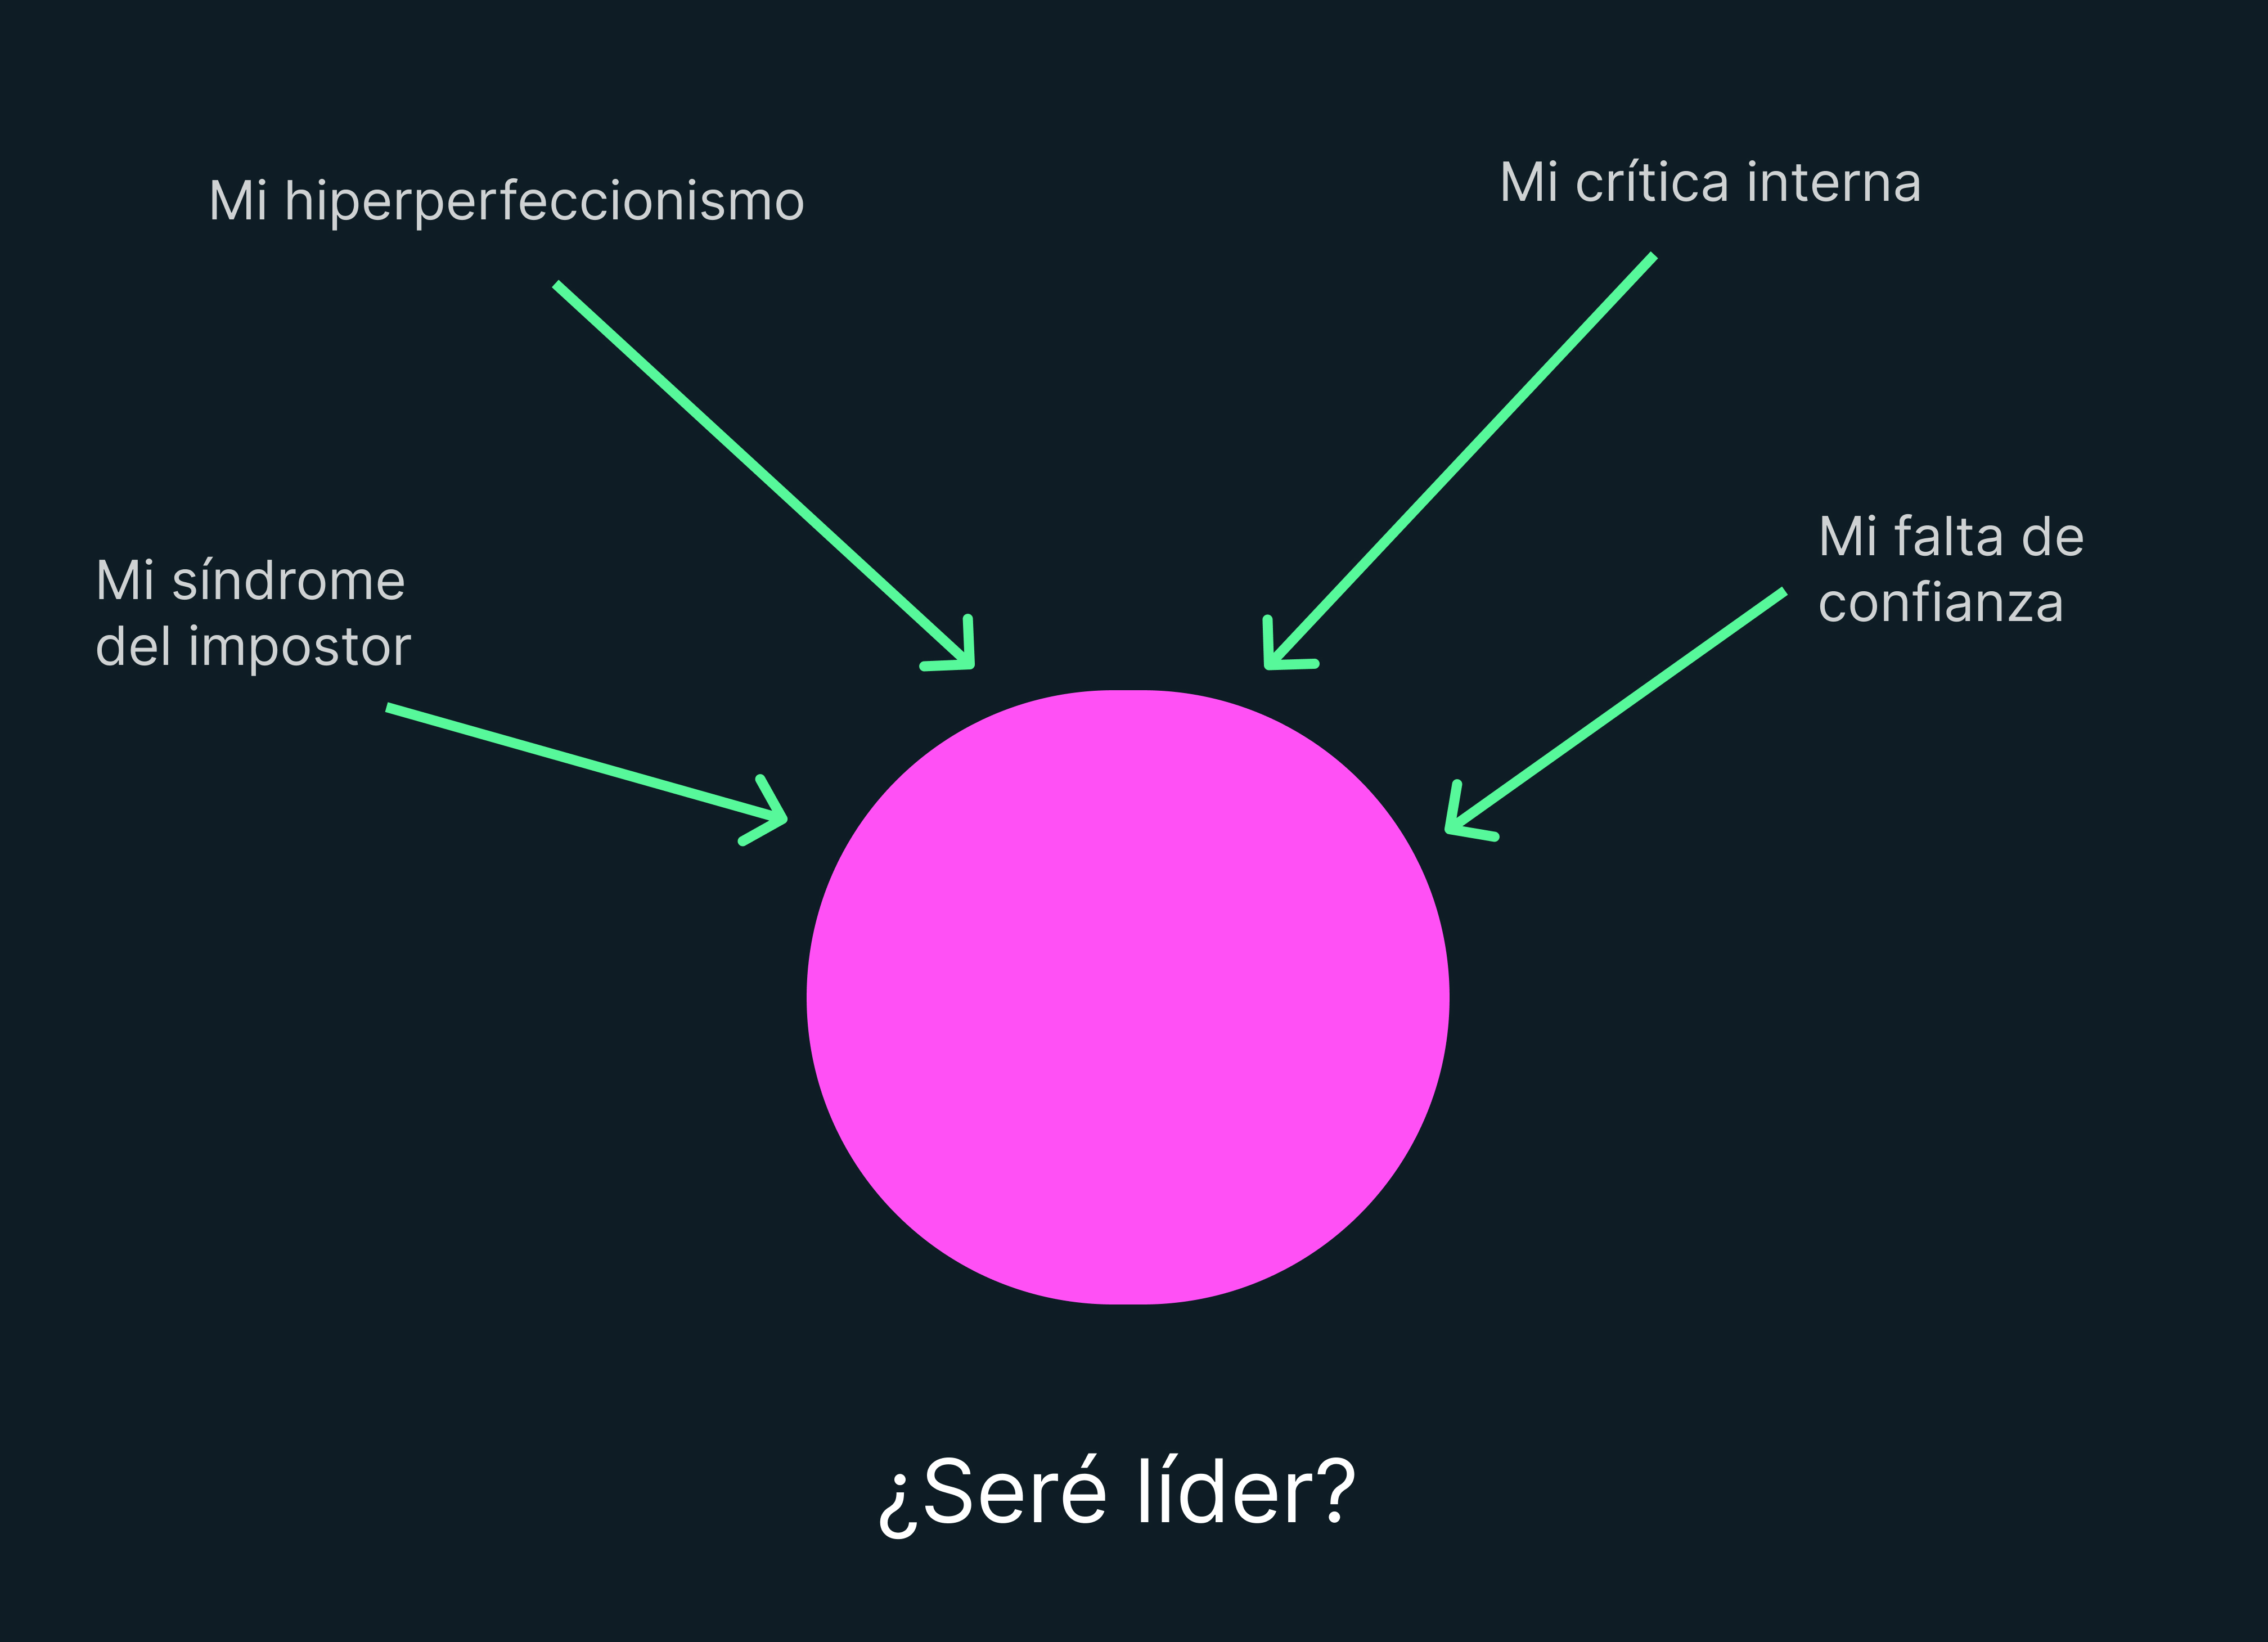 Mi hiperperfeccionismo
Mi crítica interna
Mi síndrome
del impostor
Mi falta de
confianza
¿Seré líder?